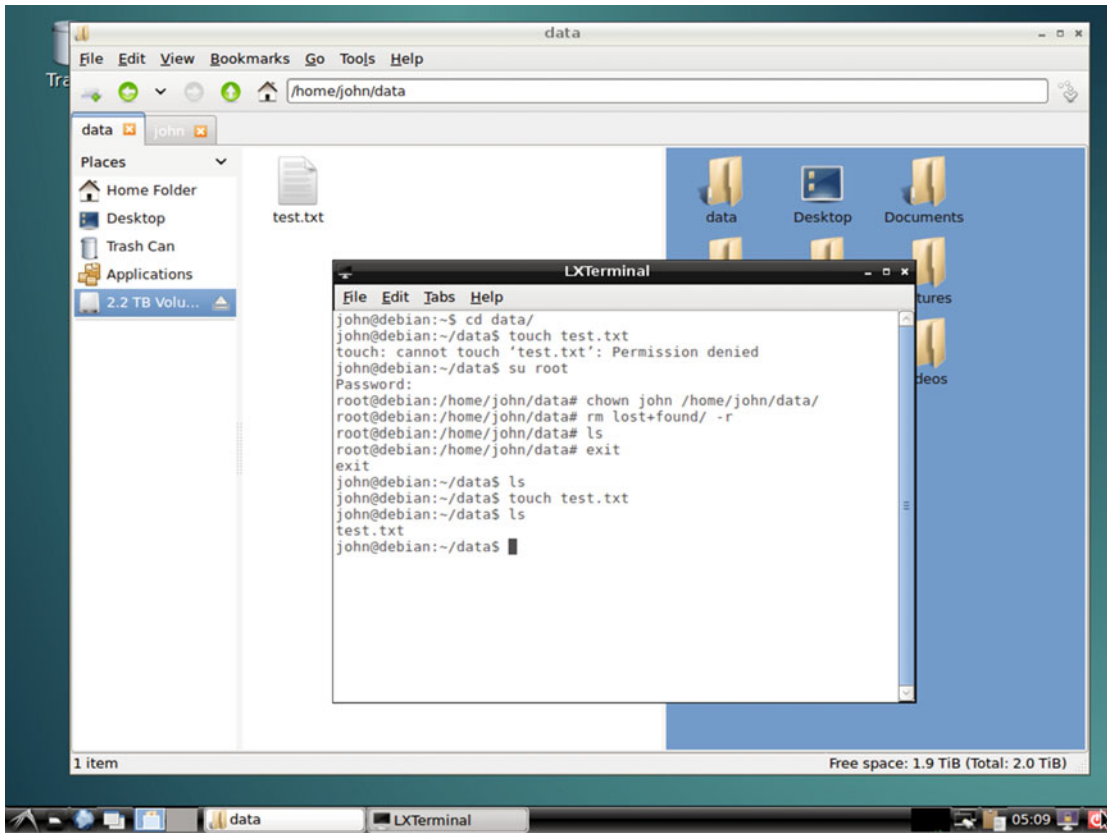 Tra
data
File Edit View Bookmarks Go Tools Help
/home/john/data
data john
Places
Home Folder
Desktop
Trash Can
Applications
2.2 TB Volu...
test.txt
data Desktop Documents
tures
deos
LXTerminal
File Edit Tabs Help
john@debian:~$ cd data/
john@debian:~/data$ touch test.txt
touch: cannot touch ‘test.txt’: Permission denied
john@debian:~/data$ su root
Password:
root@debian:/home/john/data# chown john /home/john/data/
root@debian:/home/john/data# rm lost+found/ -r
root@debian:/home/john/data# ls
root@debian:/home/john/data# exit
exit
john@debian:~/data$ ls
john@debian:~/data$ touch test.txt
john@debian:~/data$ ls
test.txt
john@debian:~/data$
1 item Free space: 1.9 TiB (Total: 2.0 TiB)
data LXTerminal 05:09